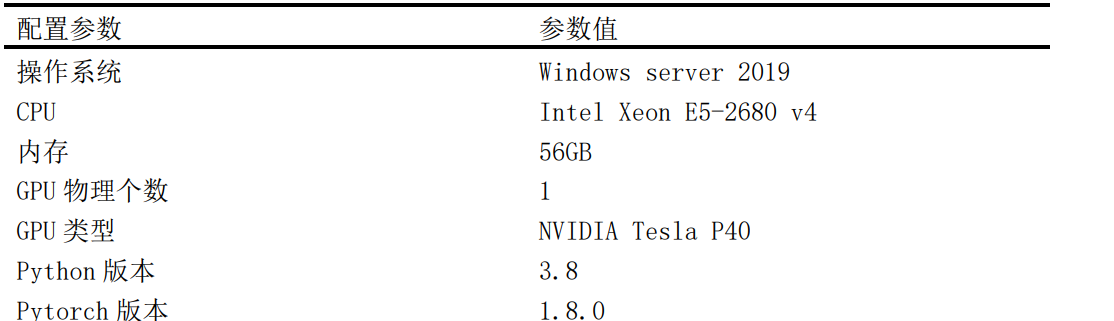 配置参数 参数值
操作系统 Windows server 2019
CPU Intel Xeon E5-2680 v4
内存 56GB
GPU 物理个数 1
GPU 类型 NVIDIA Tesla P40
Python 版本 3.8
Pytorch 版本 1.8.0